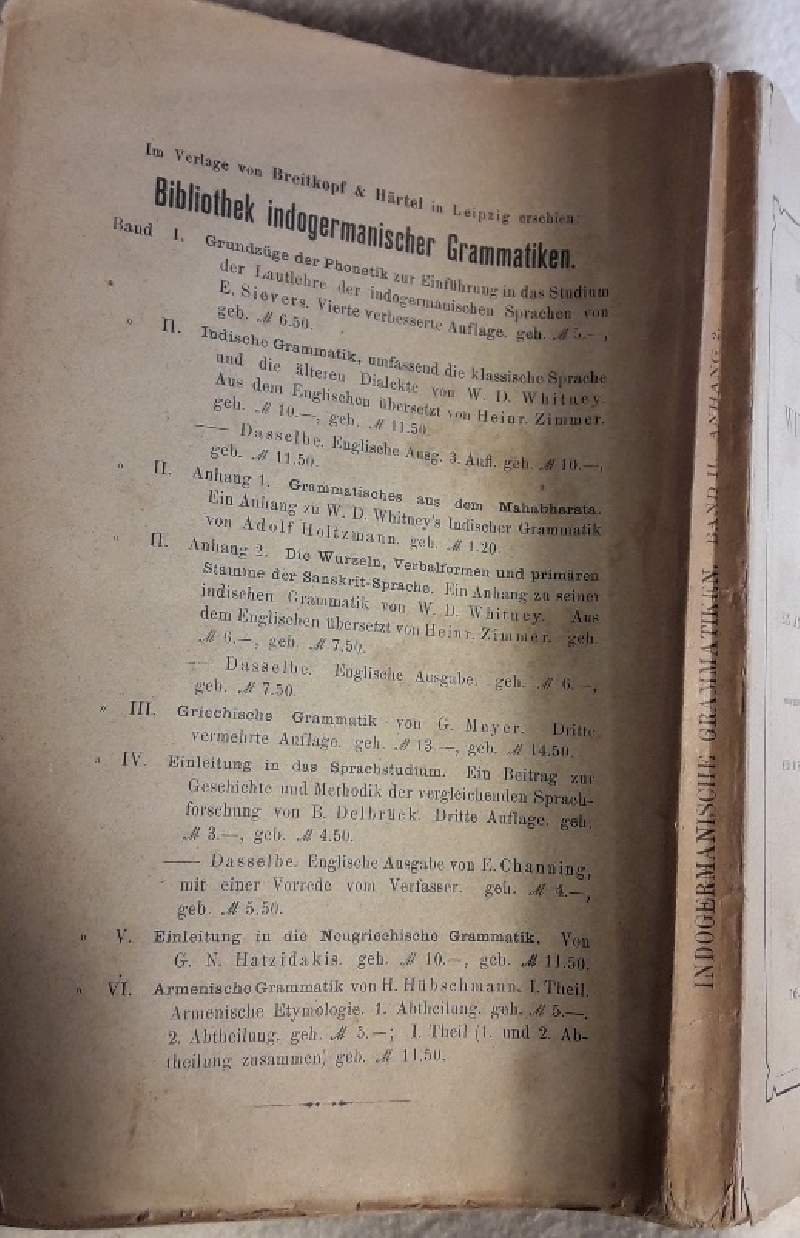 Im Verlage von Breitkopf & Härtel in Leipzig erschien:
Bibliothek indogermanischer Grammatiken.
Band I. Grundzüge der Phonetik zur Einführung in das Studium
der Lautlehre der indogermanischen Sprachen von
E. Sievers. Vierte verbesserte Auflage. geh. ℳ 5.—,
geb. ℳ 6.50.
» II. Indische Grammatik, umfassend die klassische Sprache
und die älteren Dialekte von W. D. Whitney.
Aus dem Englischen übersetzt von Heinr. Zimmer.
geh. ℳ 10.—, geb. ℳ 11.50.
—— Dasselbe. Englische Ausg. 3. Aufl. geh. ℳ 10.—,
geb. ℳ 11.50.
» II. Anhang 1. Grammatisches aus dem Mahabharata.
Ein Anhang zu W. D. Whitney's Indischer Grammatik
von Adolf Holtzmann. geh. ℳ 1.20.
» II. Anhang 2. Die Wurzeln, Verbalformen und primären
Stämme der Sanskrit-Sprache. Ein Anhang zu seiner
indischen Grammatik von W. D. Whitney. Aus
dem Englischen übersetzt von Heinr. Zimmer. geh.
ℳ 6.—, geb. ℳ 7.50.
—— Dasselbe. Englische Ausgabe. geh. ℳ 6.—,
geb. ℳ 7.50.
» III. Griechische Grammatik von G. Meyer. Dritte
vermehrte Auflage. geh. ℳ 13.—, geb. ℳ 14.50.
» IV. Einleitung in das Sprachstudium. Ein Beitrag zur
Geschichte und Methodik der vergleichenden Sprach-
forschung von B. Delbrück. Dritte Auflage. geh.
ℳ 3.—, geb. ℳ 4.50.
—— Dasselbe. Englische Ausgabe von E. Channing,
mit einer Vorrede vom Verfasser. geh. ℳ 4.—,
geb. ℳ 5.50.
» V. Einleitung in die Neugriechische Grammatik. Von
G. N. Hatzidakis. geh. ℳ 10.—, geb. ℳ 11.50.
» VI. Armenische Grammatik von H. Hübschmann. I. Theil.
Armenische Etymologie. 1. Abtheilung. geh. ℳ 5.—.
2. Abtheilung. geh. ℳ 5.—; I. Theil (1. und 2. Ab-
theilung zusammen) geb. ℳ 11.50.
INDOGERMANISCHE GRAMMATIKEN. BAND II. ANHANG 2.